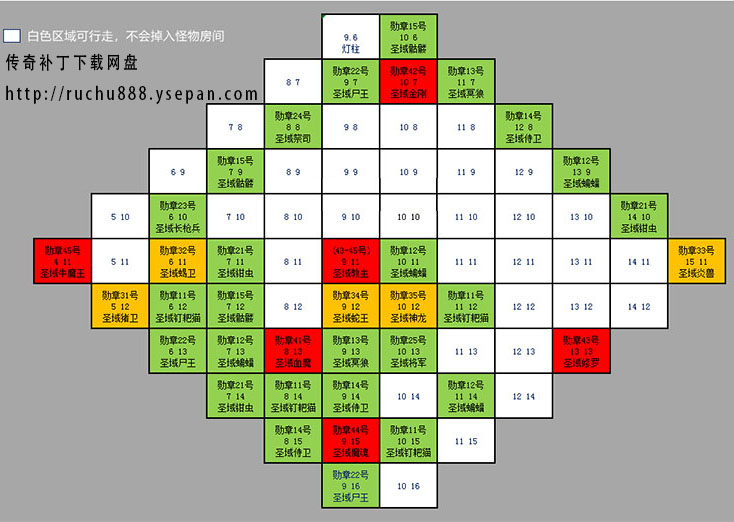 白色区域可行走，不会掉入怪物房间
传奇补丁下载网盘
http://ruchu888.ysepan.com
9.6
灯柱
勋章15号
10 6
圣域骷髅
8 7
勋章22号
9 7
圣域尸王
勋章42号
10 7
圣域金刚
勋章13号
11 7
圣域冥狼
7 8
勋章24号
8 8
圣域祭司
9 8
10 8
11 8
勋章14号
12 8
圣域侍卫
6 9
勋章15号
7 9
圣域骷髅
8 9
9 9
10 9
11 9
12 9
勋章12号
13 9
圣域蝙蝠
5 10
勋章23号
6 10
圣域长枪兵
7 10
8 10
9 10
10 10
11 10
12 10
13 10
勋章21号
14 10
圣域钳虫
勋章45号
4 11
圣域牛魔王
5 11
勋章32号
6 11
圣域蝎卫
勋章21号
7 11
圣域钳虫
8 11
(43-45号)
9 11
圣域教主
勋章12号
10 11
圣域蝙蝠
11 11
12 11
13 11
14 11
勋章33号
15 11
圣域炎兽
勋章31号
5 12
圣域猪卫
勋章11号
6 12
圣域钉耙猫
勋章15号
7 12
圣域骷髅
8 12
勋章34号
9 12
圣域蛇王
勋章35号
10 12
圣域神龙
勋章11号
11 12
圣域钉耙猫
12 12
13 12
14 12
勋章22号
6 13
圣域尸王
勋章12号
7 13
圣域蝙蝠
勋章41号
8 13
圣域血魔
勋章13号
9 13
圣域冥狼
勋章25号
10 13
圣域将军
11 13
12 13
勋章43号
13 13
圣域修罗
勋章21号
7 14
圣域钳虫
勋章11号
8 14
圣域钉耙猫
勋章14号
9 14
圣域侍卫
10 14
勋章12号
11 14
圣域蝙蝠
12 14
勋章14号
8 15
圣域侍卫
勋章44号
9 15
圣域魔魂
勋章11号
10 15
圣域钉耙猫
11 15
勋章22号
9 16
圣域尸王
10 16